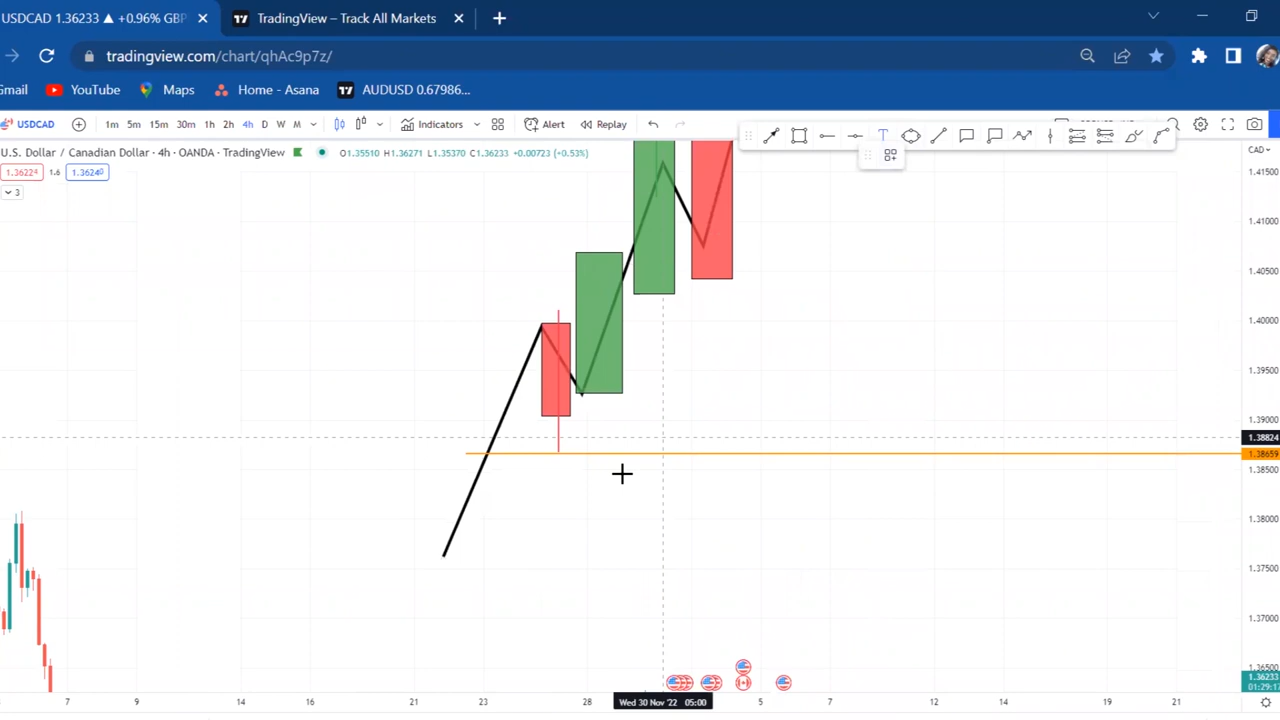 USDCAD 1.36233 ▲ +0.96% GBP
TradingView – Track All Markets
tradingview.com/chart/qhAc9p7z/
Gmail YouTube Maps Home - Asana AUDUSD 0.67986...
USDCAD 1m 5m 15m 30m 1h 2h 4h D W M Indicators Alert Replay
U.S. Dollar / Canadian Dollar · 4h · OANDA · TradingView O1.35510 H1.36271 L1.35370 C1.36233 +0.00723 (+0.53%) CAD
1.36224 1.6 1.36240
3
1.41500
1.41000
1.40500
1.40000
1.39500
1.39000
1.38824
1.38659
1.38500
1.38000
1.37500
1.37000
1.36500
1.36233
01:29:17
7 9 14 16 21 23 28 Wed 30 Nov '22 05:00 5 7 12 14 19 21